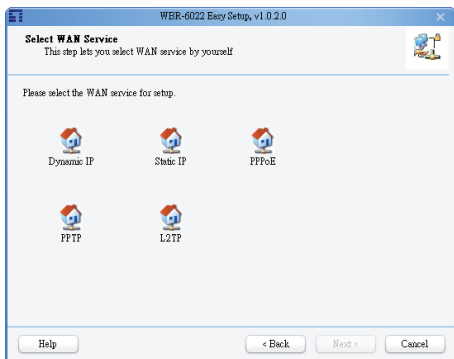 WBR-6022 Easy Setup, v1.0.2.0
Select WAN Service
This step lets you select WAN service by yourself
Please select the WAN service for setup.
Dynamic IP Static IP PPPoE
PPTP L2TP
Help < Back Next > Cancel